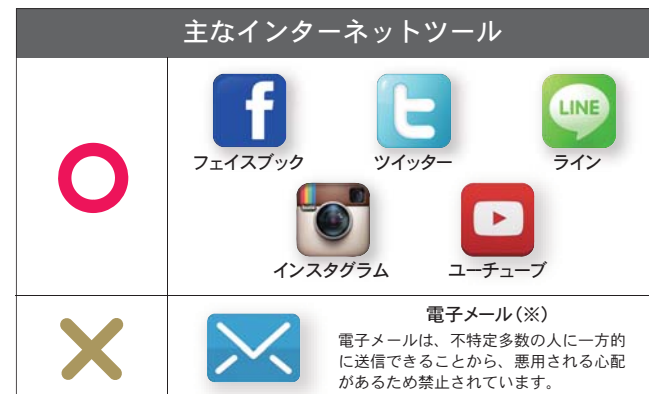 主なインターネットツール
f
t
LINE
フェイスブック
ツイッター
ライン
インスタグラム
ユーチューブ
電子メール(※)
電子メールは、不特定多数の人に一方的
に送信できることから、悪用される心配
があるため禁止されています。